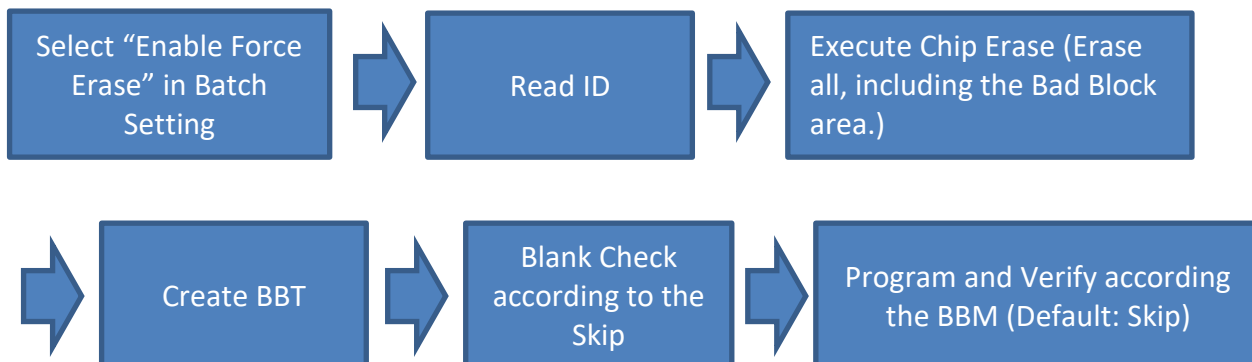 Select “Enable Force
Erase” in Batch
Setting
Read ID
Execute Chip Erase (Erase
all, including the Bad Block
area.)
Create BBT
Blank Check
according to the
Skip
Program and Verify according
the BBM (Default: Skip)